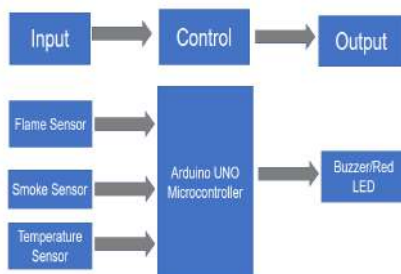 Input
Control
Output
Flame Sensor
Smoke Sensor
Temperature
Sensor
Arduino UNO
Microcontroller
Buzzer/Red
LED